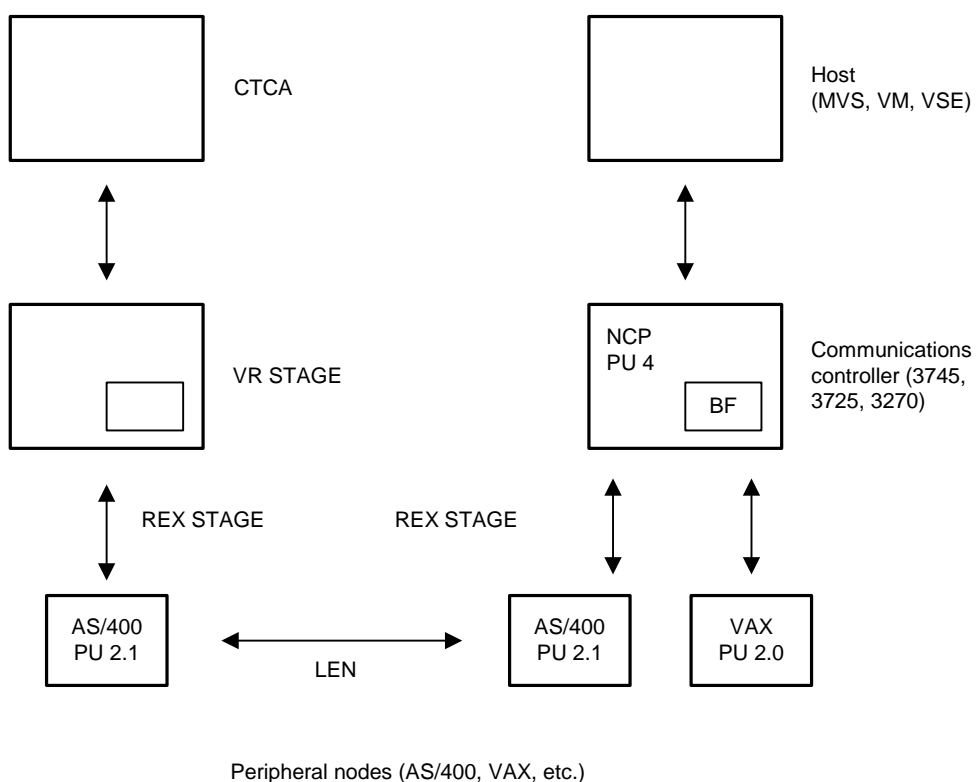 CTCA
Host
(MVS, VM, VSE)
VR STAGE
NCP
PU 4
BF
Communications
controller (3745,
3725, 3270)
REX STAGE
REX STAGE
AS/400
PU 2.1
LEN
AS/400
PU 2.1
VAX
PU 2.0
Peripheral nodes (AS/400, VAX, etc.)